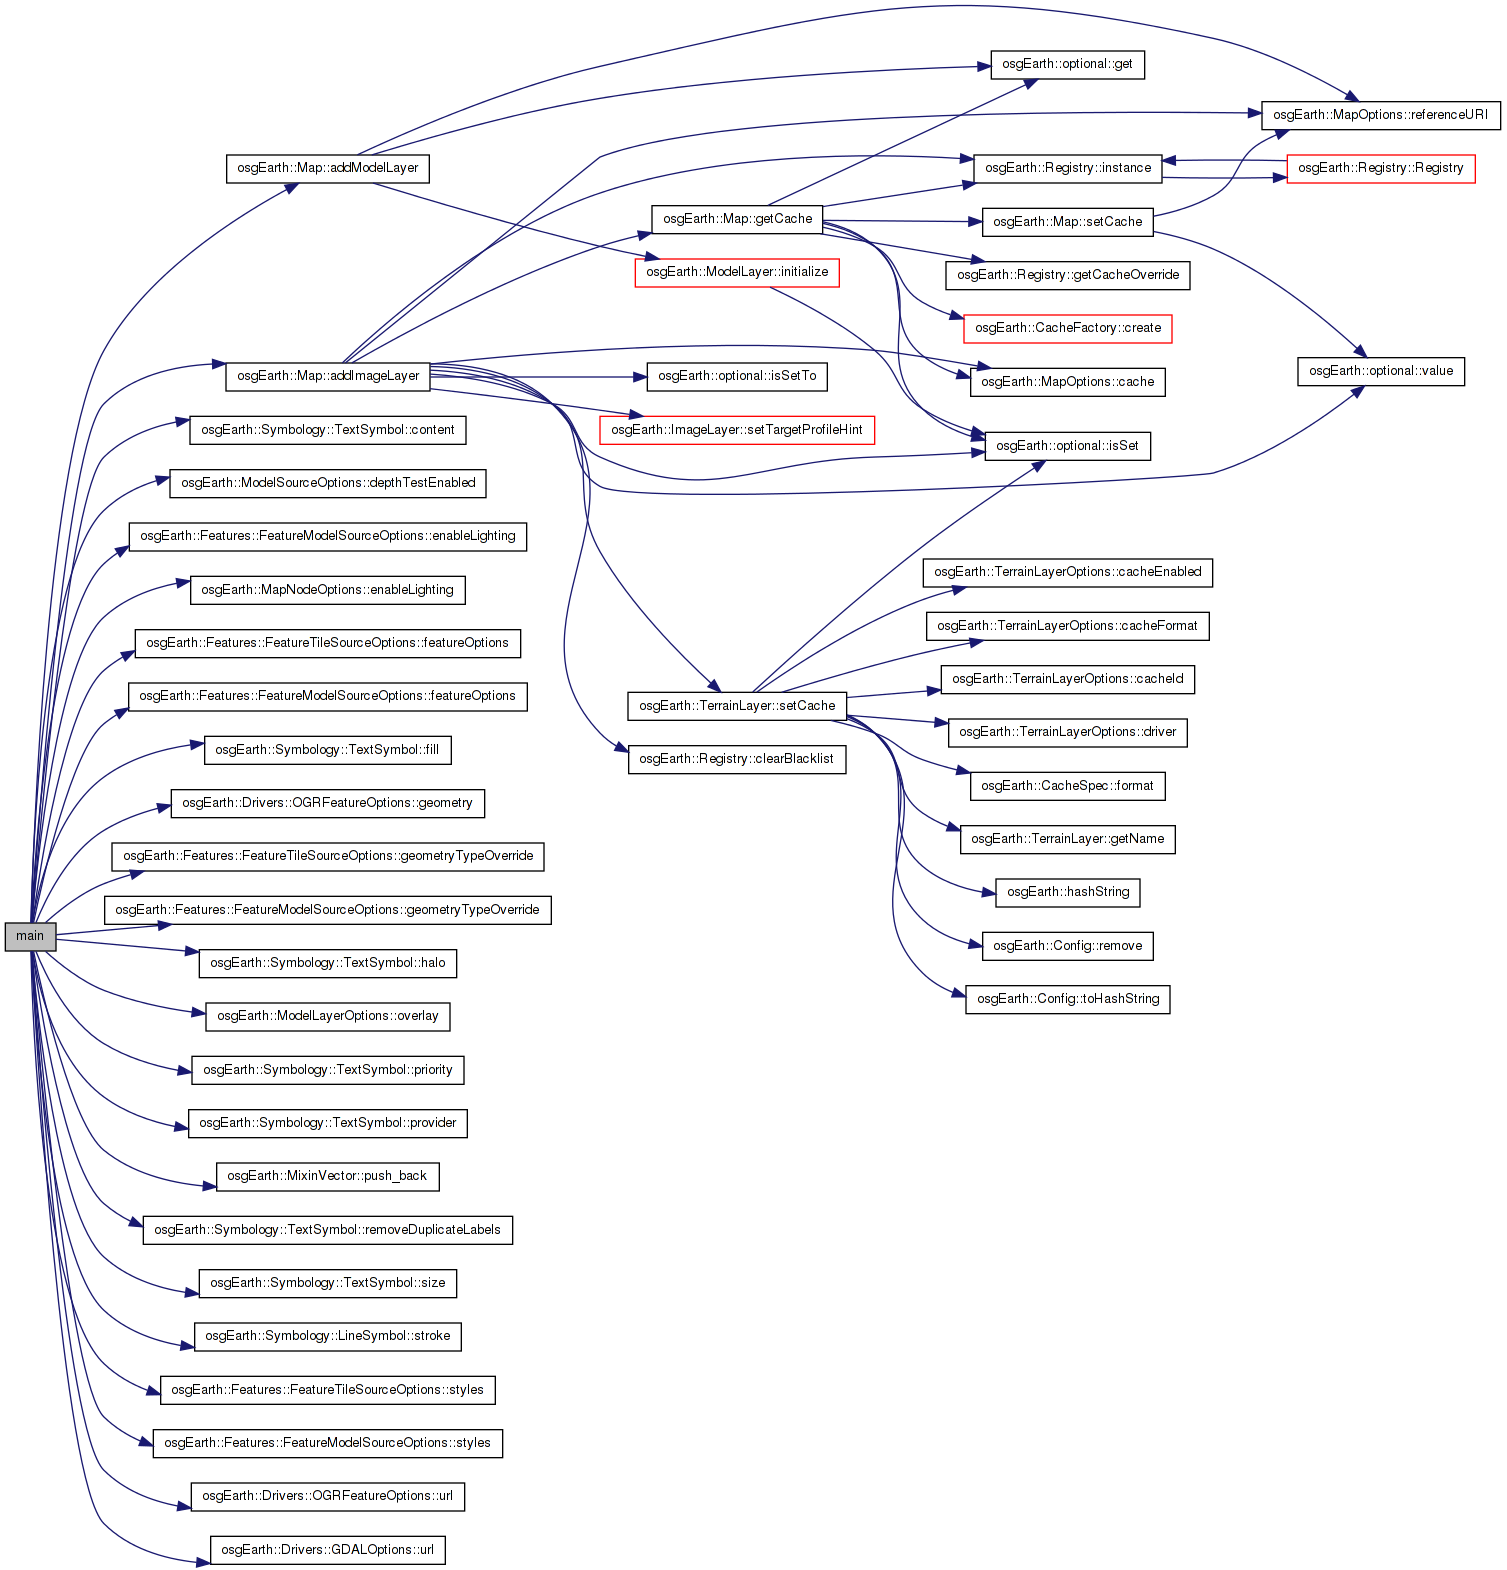 osgEarth::optional::get
osgEarth::MapOptions::referenceURI
osgEarth::Map::addModelLayer
osgEarth::Registry::instance
osgEarth::Registry::Registry
osgEarth::Map::getCache
osgEarth::Map::setCache
osgEarth::ModelLayer::initialize
osgEarth::Registry::getCacheOverride
osgEarth::CacheFactory::create
osgEarth::Map::addImageLayer
osgEarth::optional::isSetTo
osgEarth::MapOptions::cache
osgEarth::optional::value
osgEarth::Symbology::TextSymbol::content
osgEarth::ImageLayer::setTargetProfileHint
osgEarth::optional::isSet
osgEarth::ModelSourceOptions::depthTestEnabled
osgEarth::Features::FeatureModelSourceOptions::enableLighting
osgEarth::TerrainLayerOptions::cacheEnabled
osgEarth::MapNodeOptions::enableLighting
osgEarth::TerrainLayerOptions::cacheFormat
osgEarth::Features::FeatureTileSourceOptions::featureOptions
osgEarth::TerrainLayerOptions::cacheId
osgEarth::Features::FeatureModelSourceOptions::featureOptions
osgEarth::TerrainLayer::setCache
osgEarth::TerrainLayerOptions::driver
osgEarth::Symbology::TextSymbol::fill
osgEarth::Registry::clearBlacklist
osgEarth::CacheSpec::format
osgEarth::Drivers::OGRFeatureOptions::geometry
osgEarth::TerrainLayer::getName
osgEarth::Features::FeatureTileSourceOptions::geometryTypeOverride
osgEarth::hashString
osgEarth::Features::FeatureModelSourceOptions::geometryTypeOverride
main
osgEarth::Config::remove
osgEarth::Symbology::TextSymbol::halo
osgEarth::Config::toHashString
osgEarth::ModelLayerOptions::overlay
osgEarth::Symbology::TextSymbol::priority
osgEarth::Symbology::TextSymbol::provider
osgEarth::MixinVector::push_back
osgEarth::Symbology::TextSymbol::removeDuplicateLabels
osgEarth::Symbology::TextSymbol::size
osgEarth::Symbology::LineSymbol::stroke
osgEarth::Features::FeatureTileSourceOptions::styles
osgEarth::Features::FeatureModelSourceOptions::styles
osgEarth::Drivers::OGRFeatureOptions::url
osgEarth::Drivers::GDALOptions::url